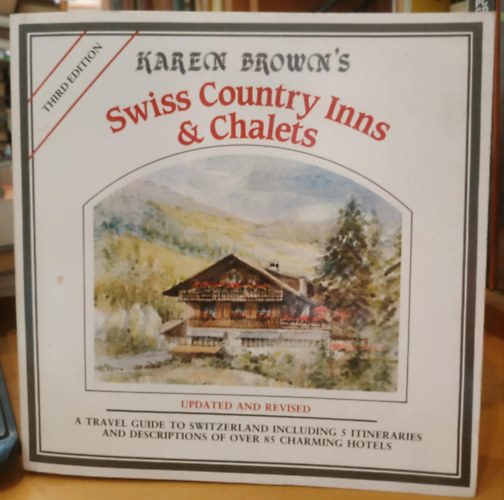 THIRD EDITION
KAREN BROWN'S
Swiss Country Inns
& Chalets
UPDATED AND REVISED
A TRAVEL GUIDE TO SWITZERLAND INCLUDING 5 ITINERARIES
AND DESCRIPTIONS OF OVER 85 CHARMING HOTELS